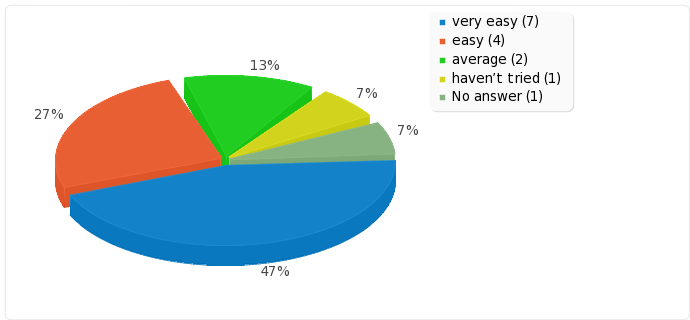 very easy (7)
easy (4)
average (2)
haven't tried (1)
No answer (1)
13%
7%
27%
7%
47%